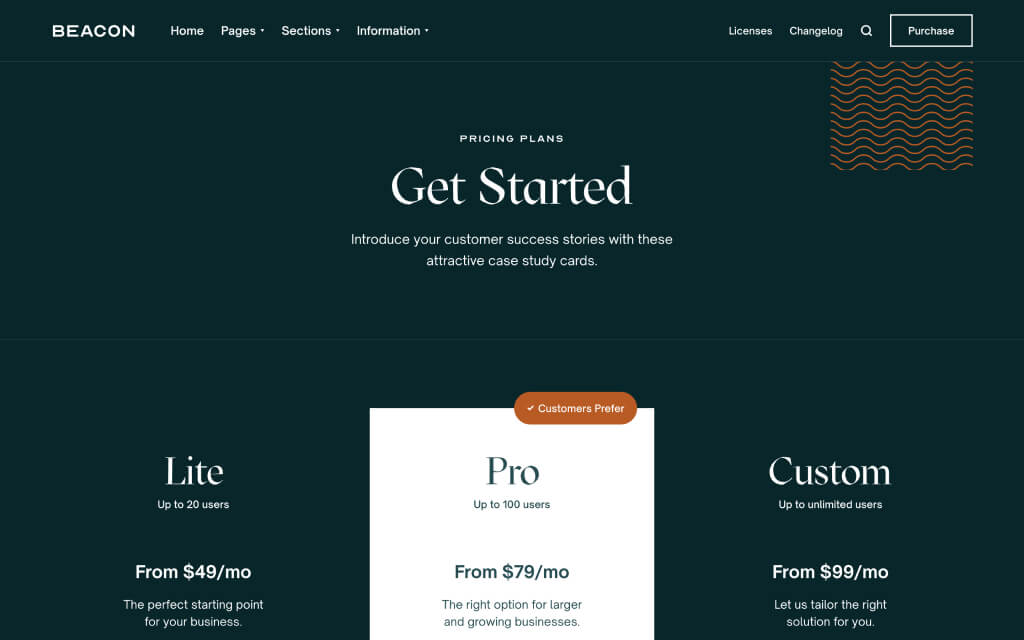 BEACON
Home
Pages
Sections
Information
Licenses
Changelog
Purchase
PRICING PLANS
Get Started
Introduce your customer success stories with these
attractive case study cards.
Customers Prefer
Lite
Up to 20 users
From $49/mo
The perfect starting point
for your business.
Pro
Up to 100 users
From $79/mo
The right option for larger
and growing businesses.
Custom
Up to unlimited users
From $99/mo
Let us tailor the right
solution for you.